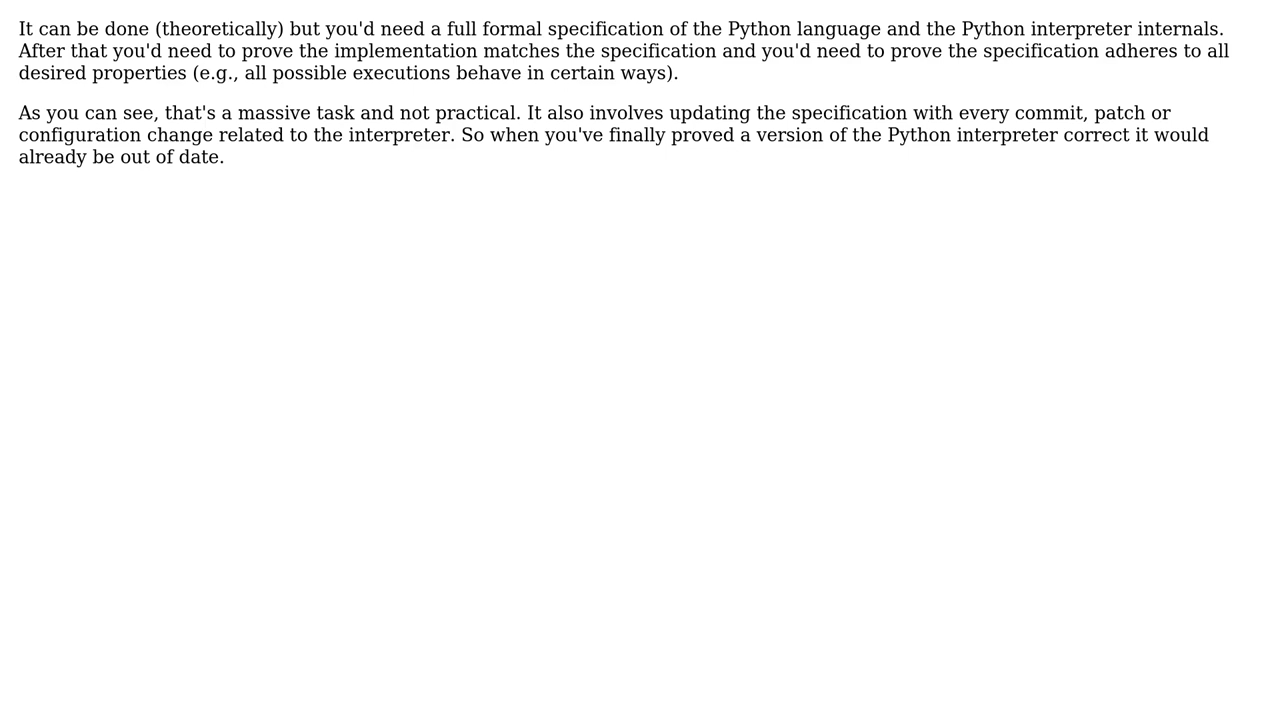 It can be done (theoretically) but you'd need a full formal specification of the Python language and the Python interpreter internals.
After that you'd need to prove the implementation matches the specification and you'd need to prove the specification adheres to all
desired properties (e.g., all possible executions behave in certain ways).
As you can see, that's a massive task and not practical. It also involves updating the specification with every commit, patch or
configuration change related to the interpreter. So when you've finally proved a version of the Python interpreter correct it would
already be out of date.